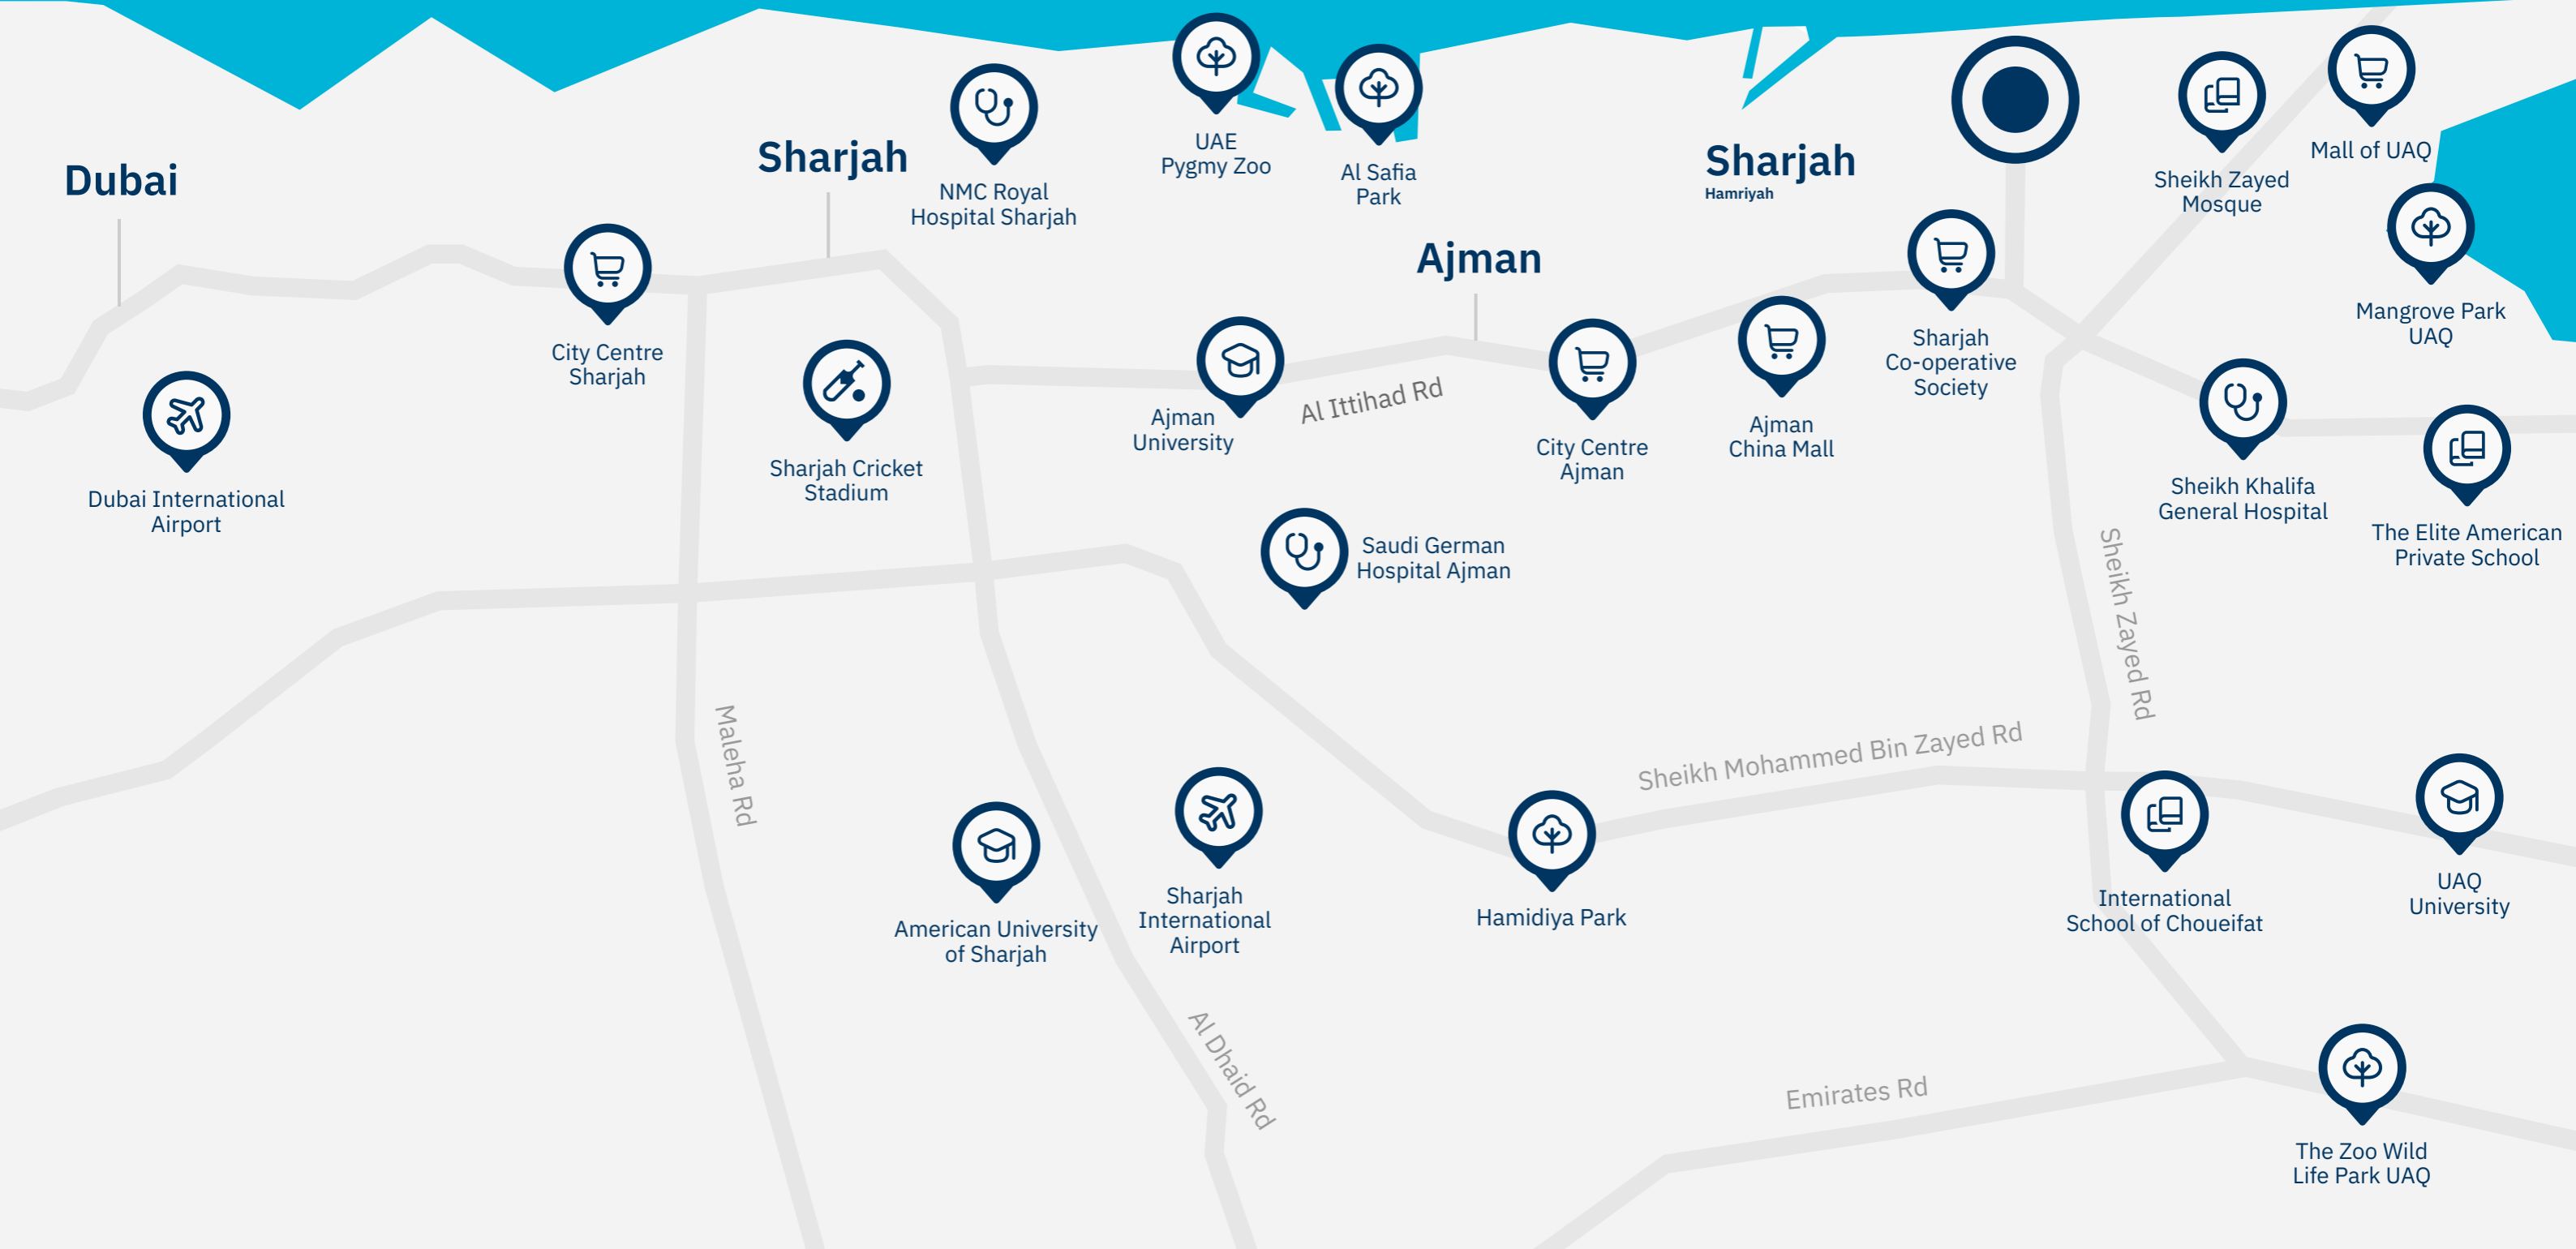 Dubai
Sharjah
NMC Royal
Hospital Sharjah
UAE
Pygmy Zoo
Al Safia
Park
Sharjah
Hamriyah
Sheikh Zayed
Mosque
Mall of UAQ
Mangrove Park
UAQ
City Centre
Sharjah
Ajman
Sharjah
Co-operative
Society
Dubai International
Airport
Sharjah Cricket
Stadium
Ajman
University
Al Ittihad Rd
City Centre
Ajman
Ajman
China Mall
Sheikh Khalifa
General Hospital
The Elite American
Private School
Saudi German
Hospital Ajman
Sheikh Zayed Rd
Maleha Rd
Sheikh Mohammed Bin Zayed Rd
American University
of Sharjah
Sharjah
International
Airport
Hamidiya Park
International
School of Choueifat
UAQ
University
Al Dhaid Rd
Emirates Rd
The Zoo Wild
Life Park UAQ